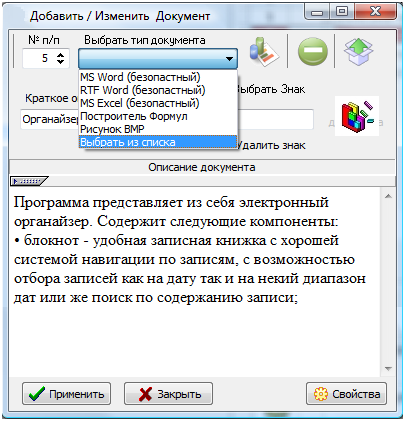 Добавить / Изменить Документ
№ п/п
Выбрать тип документа
5
MS Word (безопастный)
RTF Word (безопастный)
MS Excel (безопастный)
Построитель Формул
Рисунок BMP
Выбрать из списка
Выбрать Знак
Краткое о
Органайзер
Удалить знак
Описание документа
Программа представляет из себя электронный
органайзер. Содержит следующие компоненты:
• блокнот - удобная записная книжка с хорошей
системой навигации по записям, с возможностью
отбора записей как на дату так и на некий диапазон
дат или же поиск по содержанию записи;
Применить
Закрыть
Свойства